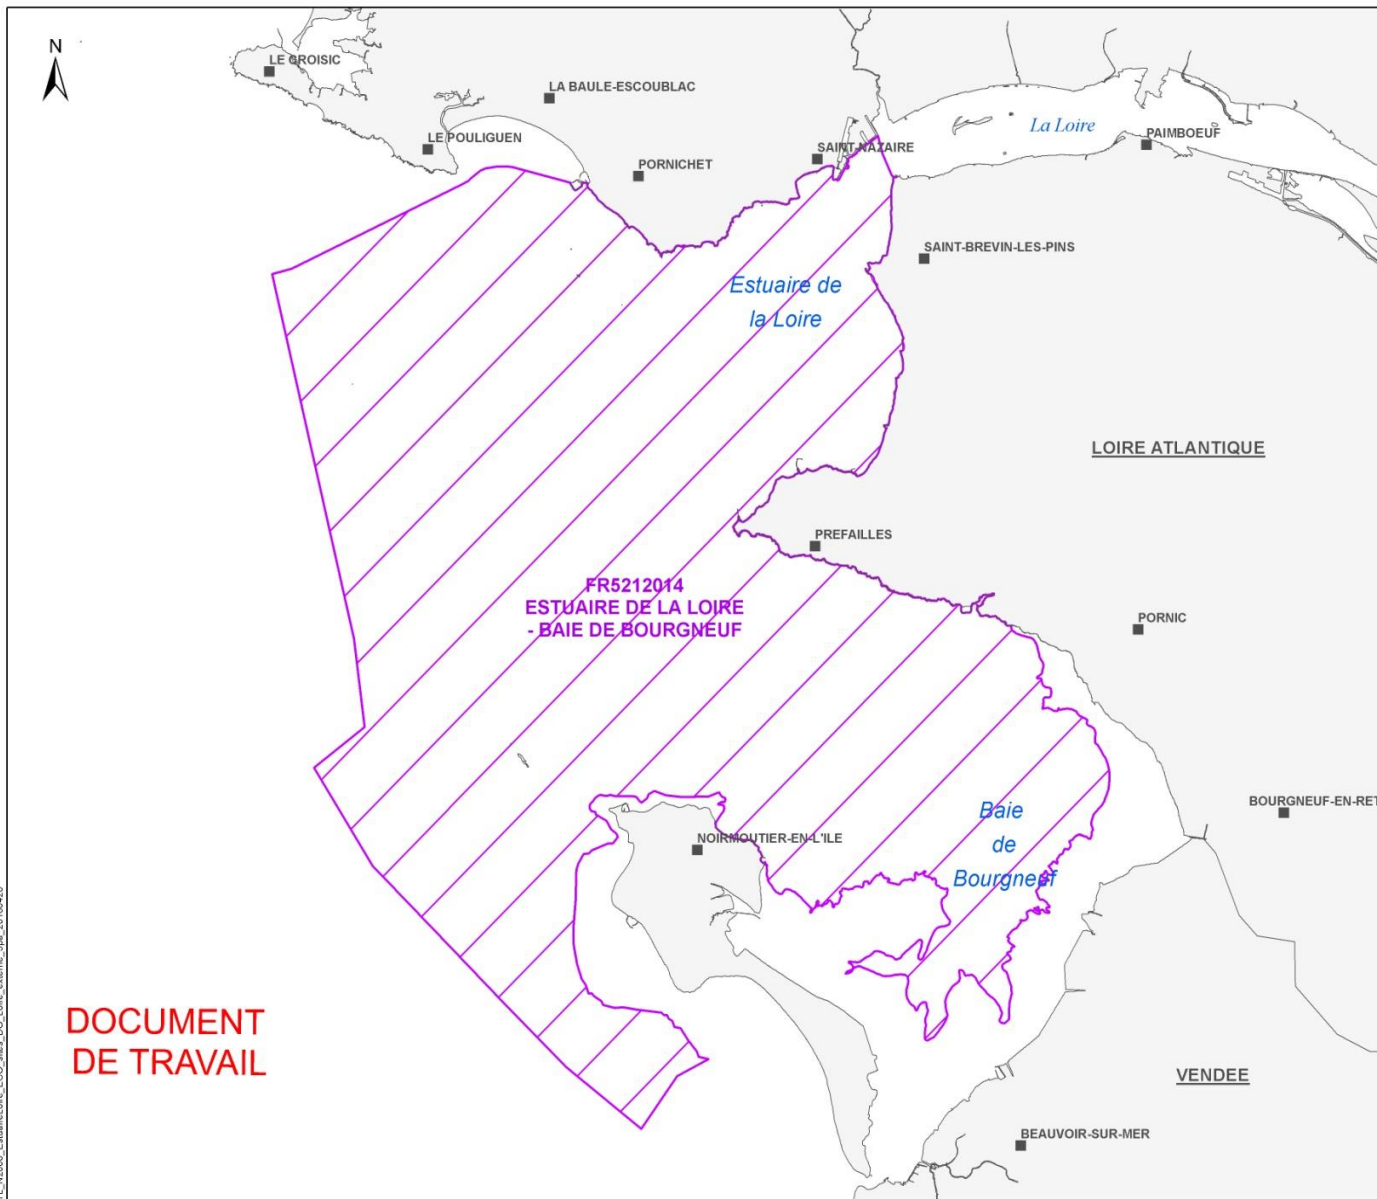 N
LE CROISIC
LA BAULE-ESCOUBLAC
LE POULIGUEN
PORNICHET
SAINT-NAZAIRE
La Loire
PAIMBOEUF
SAINT-BREVIN-LES-PINS
Estuaire de
la Loire
LOIRE ATLANTIQUE
PREFAILLES
FR5212014
ESTUAIRE DE LA LOIRE
- BAIE DE BOURGNEUF
PORNIC
BOURGNEUF-EN-RET
Baie
de
Bourgneuf
NOIRMOUTIER-EN-L'ILE
DOCUMENT
DE TRAVAIL
VENDEE
BEAUVOIR-SUR-MER